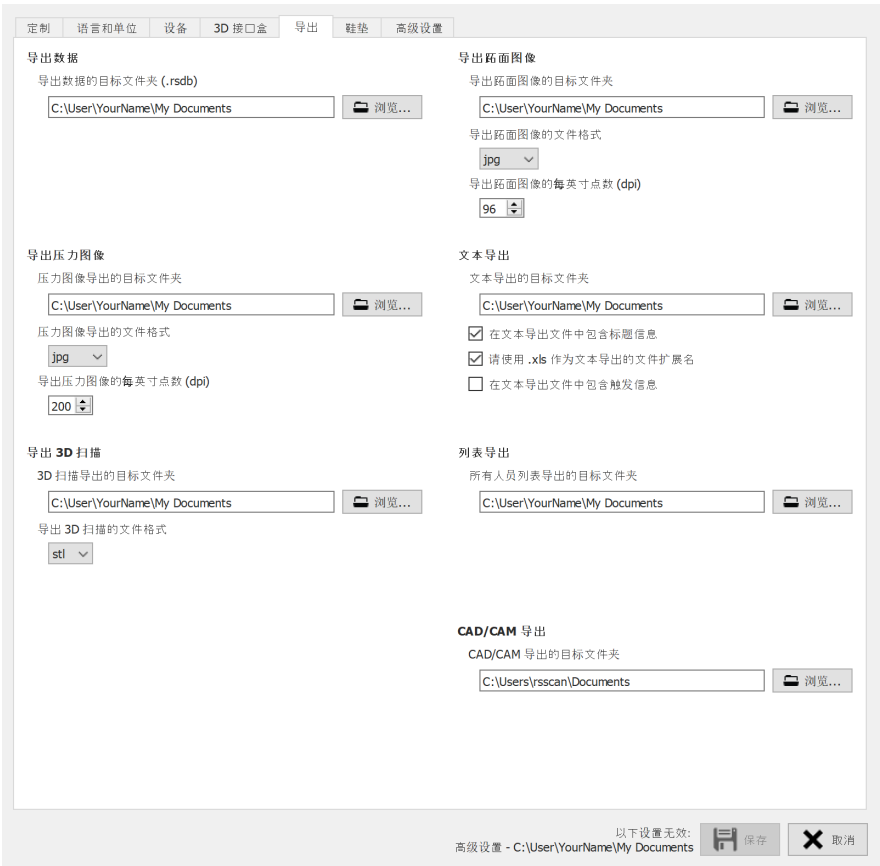 定制 语言和单位 设备 3D 接口盒 导出 鞋垫 高级设置
导出数据
导出数据的目标文件夹 (.rsdb)
C:\User\YourName\My Documents 浏览...
导出跖面图像
导出跖面图像的目标文件夹
C:\User\YourName\My Documents 浏览...
导出跖面图像的文件格式
jpg
导出跖面图像的每英寸点数 (dpi)
96
导出压力图像
压力图像导出的目标文件夹
C:\User\YourName\My Documents 浏览...
压力图像导出的文件格式
jpg
导出压力图像的每英寸点数 (dpi)
200
文本导出
文本导出的目标文件夹
C:\User\YourName\My Documents 浏览...
在文本导出文件中包含标题信息
请使用 .xls 作为文本导出的文件扩展名
在文本导出文件中包含触发信息
导出 3D 扫描
3D 扫描导出的目标文件夹
C:\User\YourName\My Documents 浏览...
导出 3D 扫描的文件格式
stl
列表导出
所有人员列表导出的目标文件夹
C:\User\YourName\My Documents 浏览...
CAD/CAM 导出
CAD/CAM 导出的目标文件夹
C:\Users\rsscan\Documents 浏览...
以下设置无效:
高级设置 - C:\User\YourName\My Documents
保存 取消